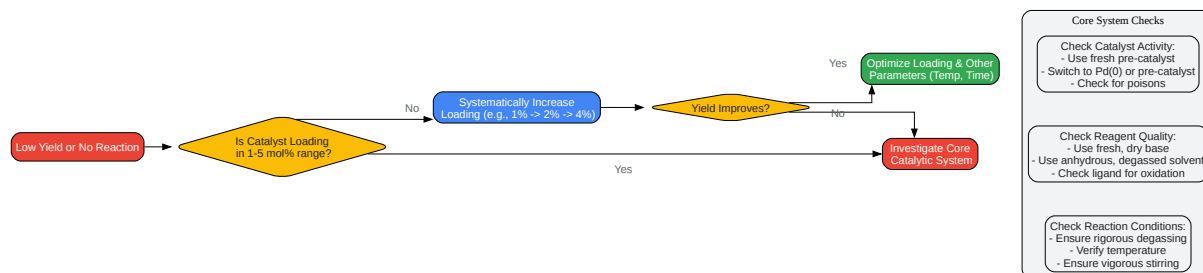 Low Yield or No Reaction
Is Catalyst Loading
in 1-5 mol% range?
No
Yes
Systematically Increase
Loading (e.g., 1% -> 2% -> 4%)
Yield Improves?
Yes
No
Optimize Loading & Other
Parameters (Temp, Time)
Investigate Core
Catalytic System
Core System Checks
Check Catalyst Activity:
- Use fresh pre-catalyst
- Switch to Pd(0) or pre-catalyst
- Check for poisons
Check Reagent Quality:
- Use fresh, dry base
- Use anhydrous, degassed solvent
- Check ligand for oxidation
Check Reaction Conditions:
- Ensure rigorous degassing
- Verify temperature
- Ensure vigorous stirring